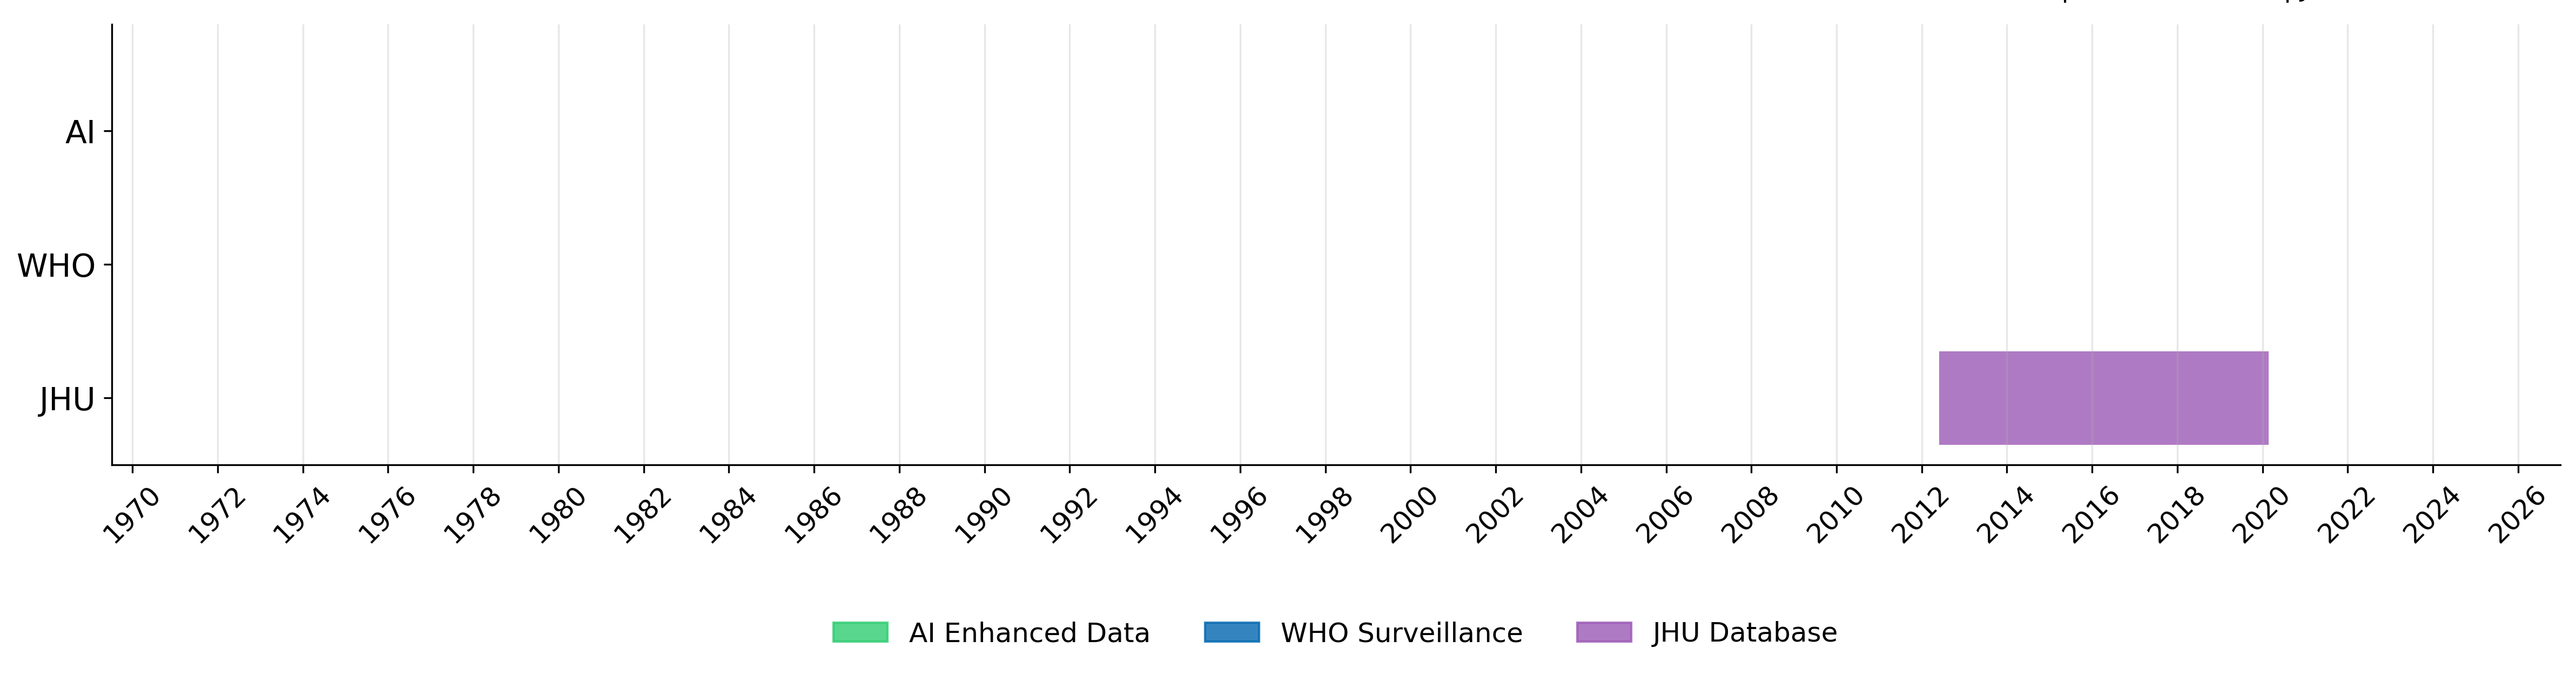 AI
WHO
JHU
1970 1972 1974 1976 1978 1980 1982 1984 1986 1988 1990 1992 1994 1996 1998 2000 2002 2004 2006 2008 2010 2012 2014 2016 2018 2020 2022 2024 2026
AI Enhanced Data WHO Surveillance JHU Database